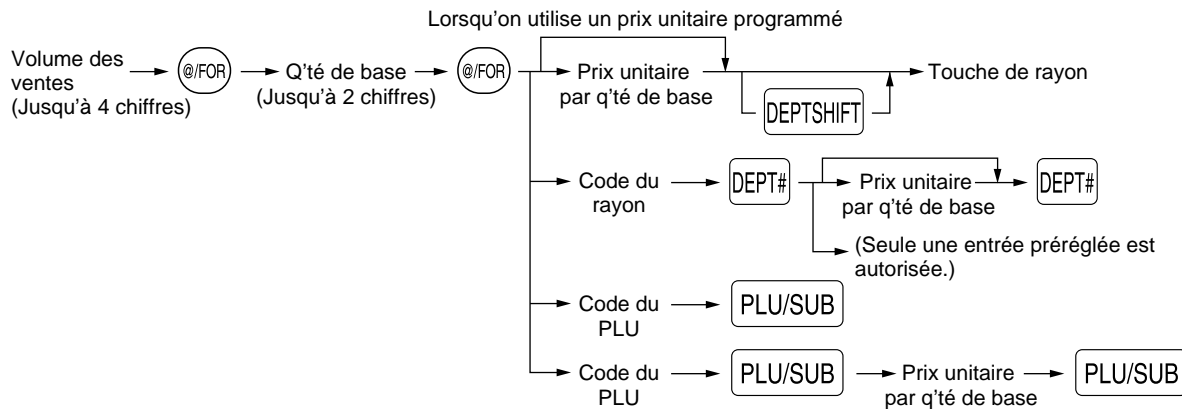 Lorsqu'on utilise un prix unitaire programmé
Volume des
ventes
(Jusqu'à 4 chiffres)
@/FOR
Q'té de base
(Jusqu'à 2 chiffres)
@/FOR
Prix unitaire
par q'té de base
DEPTSHIFT
Touche de rayon
Code du
rayon
DEPT#
Prix unitaire
par q'té de base
DEPT#
(Seule une entrée préréglée est
autorisée.)
Code du
PLU
PLU/SUB
Code du
PLU
PLU/SUB
Prix unitaire
par q'té de base
PLU/SUB